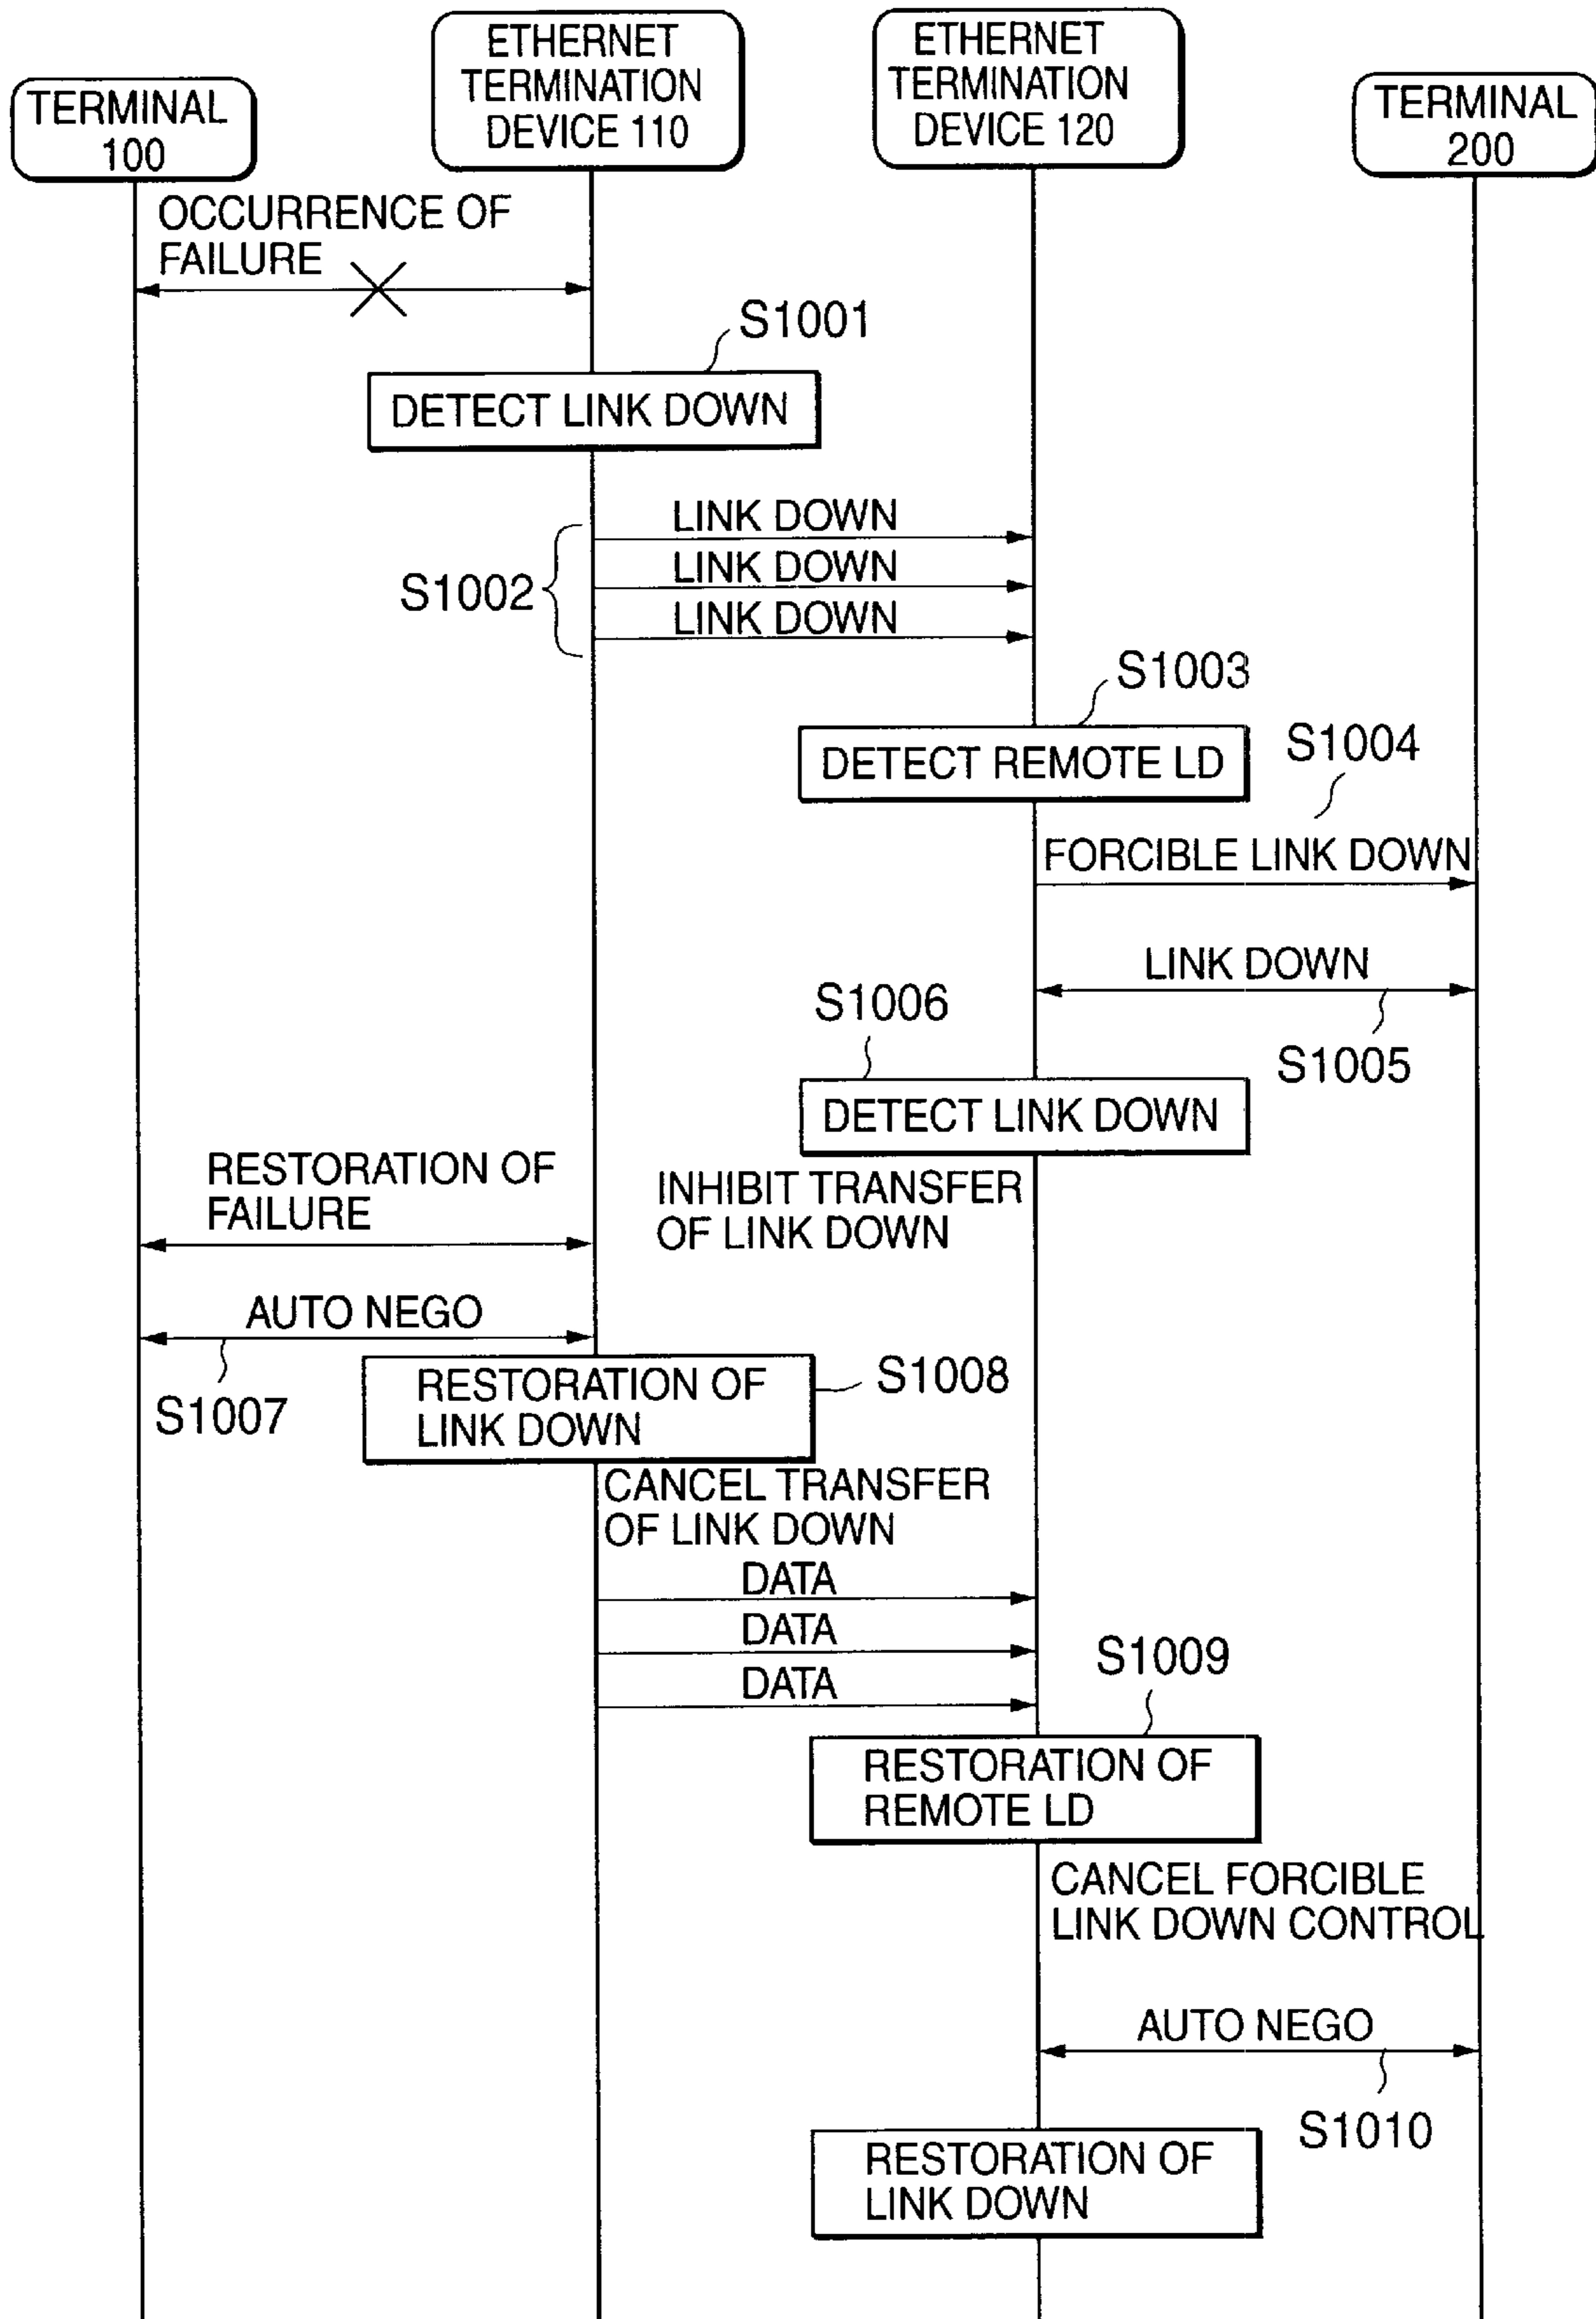 ETHERNET
TERMINATION
DEVICE 110
ETHERNET
TERMINATION
DEVICE 120
TERMINAL
100
TERMINAL
200
OCCURRENCE OF
FAILURE
S1001
DETECT LINK DOWN
LINK DOWN
LINK DOWN
LINK DOWN
S1002
S1003
DETECT REMOTE LD
S1004
FORCIBLE LINK DOWN
LINK DOWN
S1005
S1006
DETECT LINK DOWN
RESTORATION OF
FAILURE
INHIBIT TRANSFER
OF LINK DOWN
AUTO NEGO
S1007
RESTORATION OF
LINK DOWN
S1008
CANCEL TRANSFER
OF LINK DOWN
DATA
DATA
DATA
S1009
RESTORATION OF
REMOTE LD
CANCEL FORCIBLE
LINK DOWN CONTROL
AUTO NEGO
S1010
RESTORATION OF
LINK DOWN